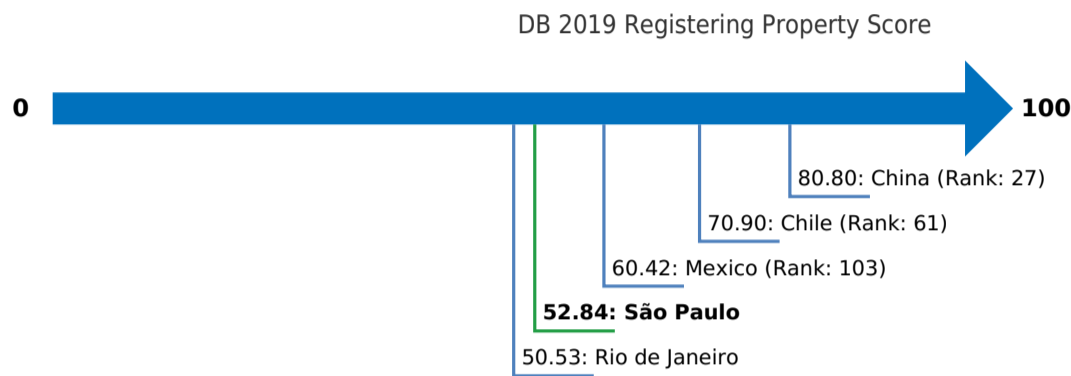 DB 2019 Registering Property Score
0
100
80.80: China (Rank: 27)
70.90: Chile (Rank: 61)
60.42: Mexico (Rank: 103)
52.84: São Paulo
50.53: Rio de Janeiro